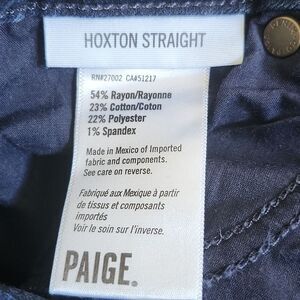 HOXTON STRAIGHT
RN#27002 CA#51217
54% Rayon/Rayonne
23% Cotton/Coton
22% Polyester
1% Spandex
Made in Mexico of Imported
fabric and components.
See care on reverse.
Fabriqué aux Mexique à partir
de tissus et composants
importés
Voir le soin sur l'inverse.
PAIGE.